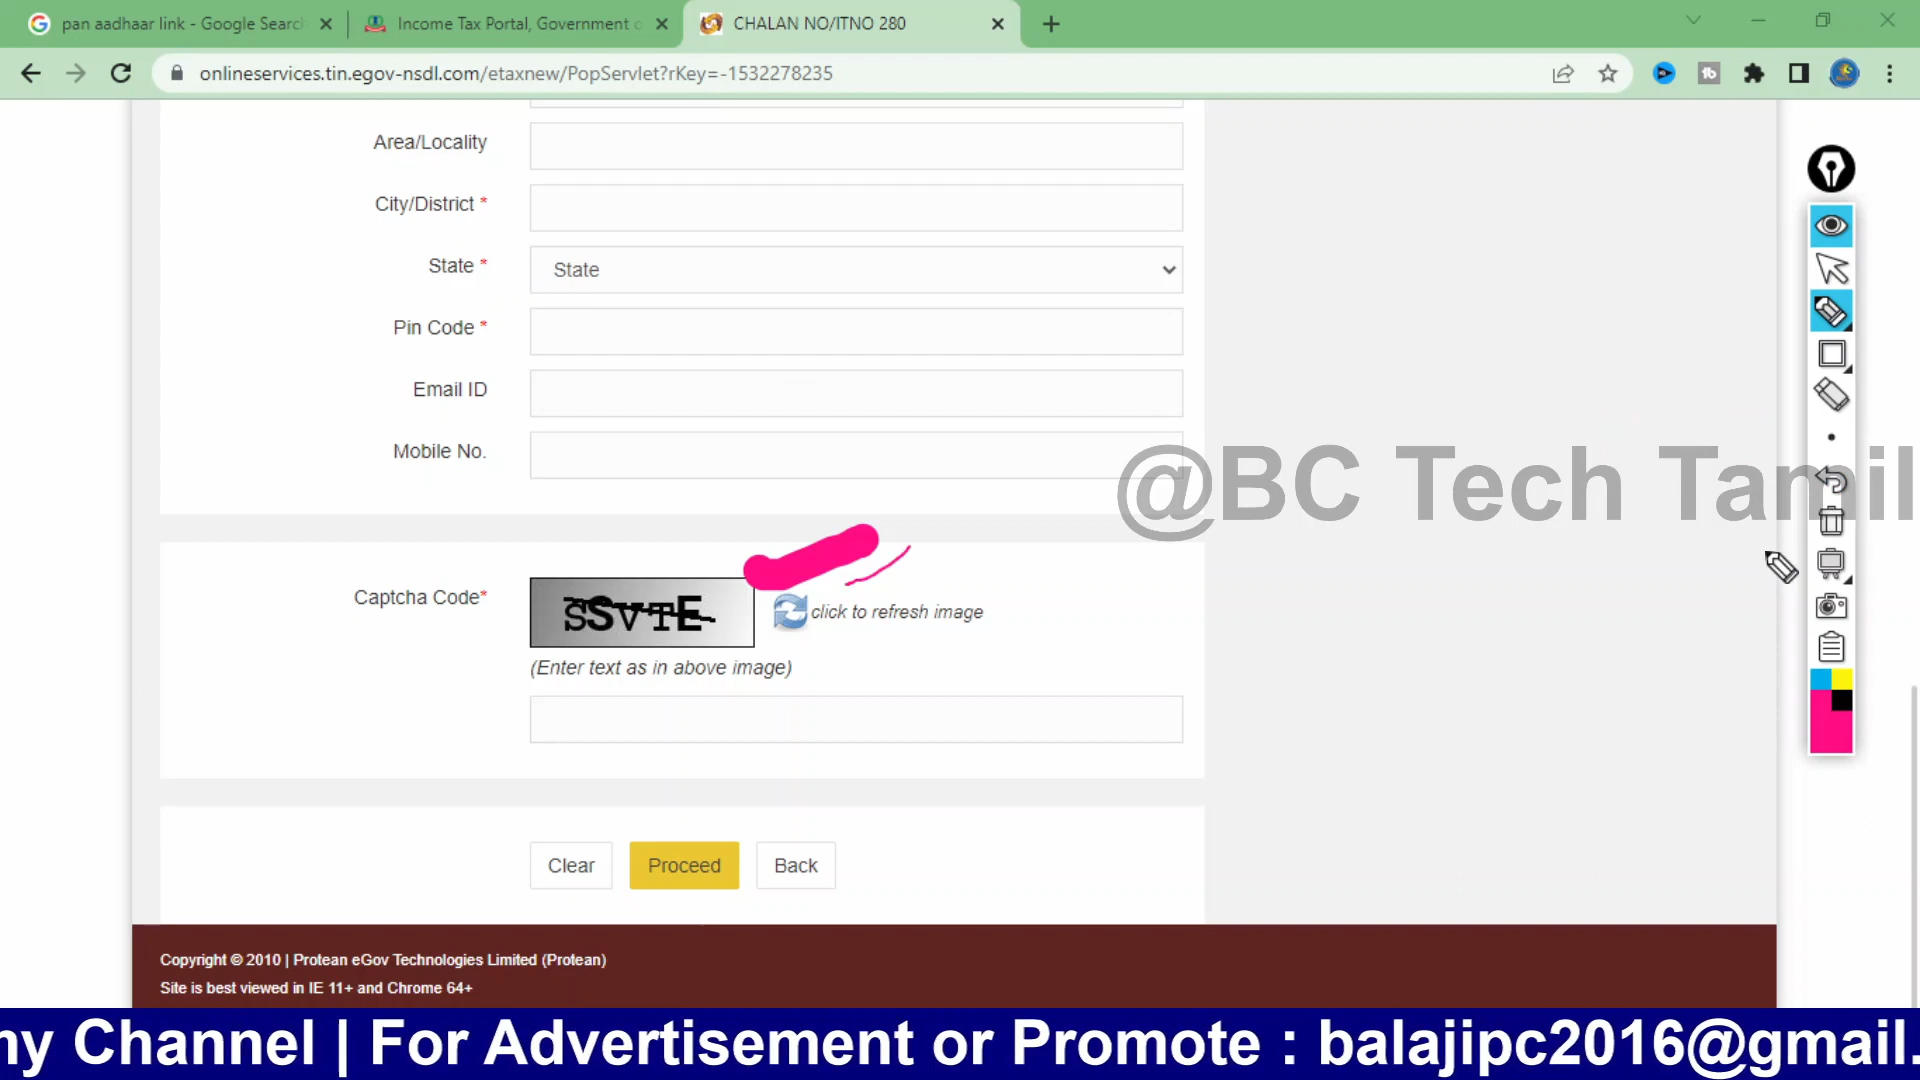 pan aadhaar link - Google Searc
Income Tax Portal, Government o
CHALAN NO/ITNO 280
onlineservices.tin.egov-nsdl.com/etaxnew/PopServlet?rKey=-1532278235
Area/Locality
City/District *
State *
State
Pin Code *
Email ID
Mobile No.
@BC Tech Tamil
Captcha Code*
SSVTE
click to refresh image
(Enter text as in above image)
Clear
Proceed
Back
Copyright © 2010 | Protean eGov Technologies Limited (Protean)
Site is best viewed in IE 11+ and Chrome 64+
my Channel | For Advertisement or Promote : balajipc2016@gmail.